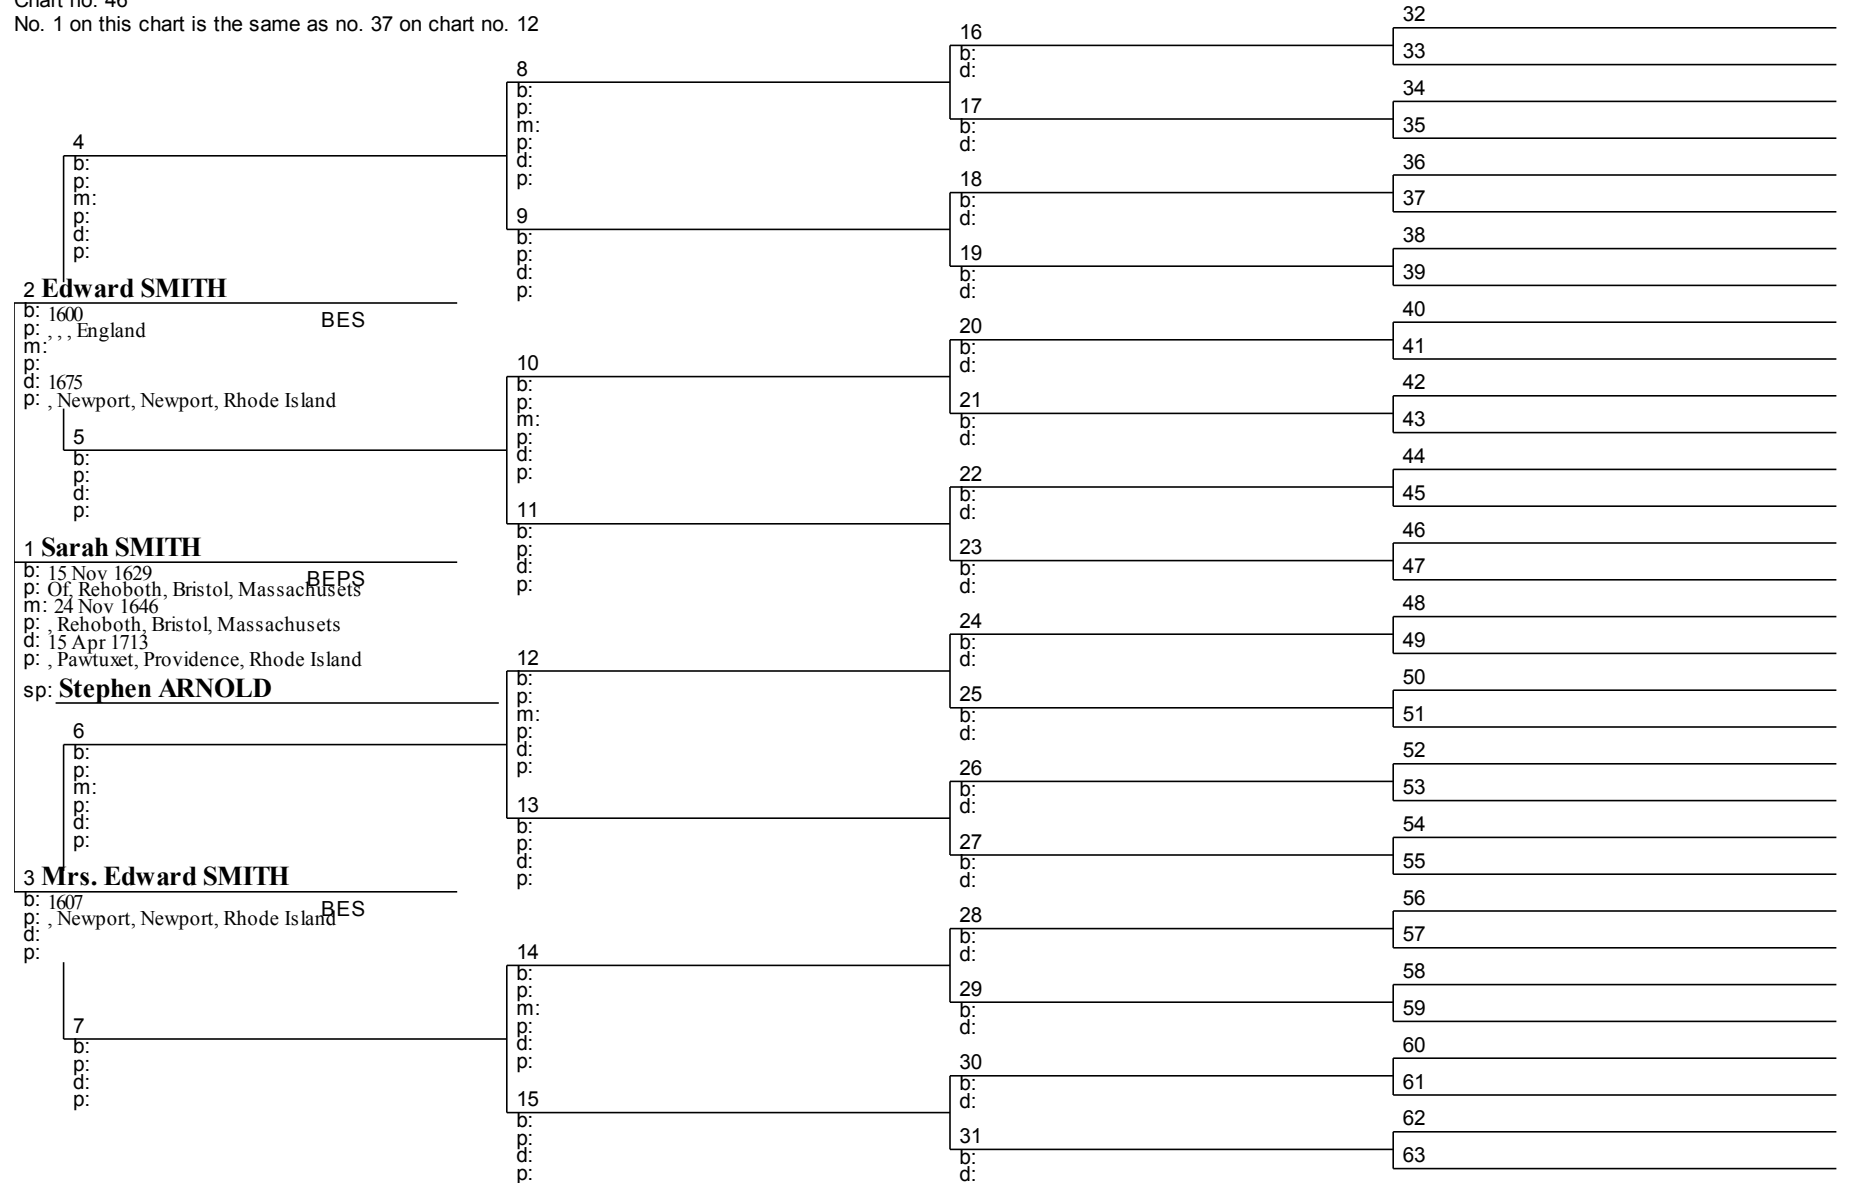 Chart no. 46
No. 1 on this chart is the same as no. 37 on chart no. 12
2 Edward SMITH
b: 1600
BES
p: , , , England
m:
p:
d: 1675
p: , Newport, Newport, Rhode Island
1 Sarah SMITH
b: 15 Nov 1629
BEPS
p: Of, Rehoboth, Bristol, Massachusets
m: 24 Nov 1646
p: , Rehoboth, Bristol, Massachusets
d: 15 Apr 1713
p: , Pawtuxet, Providence, Rhode Island
sp: Stephen ARNOLD
3 Mrs. Edward SMITH
b: 1607
BES
p: , Newport, Newport, Rhode Island
d:
p:
4
b:
p:
m:
p:
d:
p:
5
b:
p:
d:
p:
6
b:
p:
m:
p:
d:
p:
7
b:
p:
d:
p:
8
b:
p:
m:
p:
d:
p:
9
b:
p:
d:
p:
10
b:
p:
m:
p:
d:
p:
11
b:
p:
d:
p:
12
b:
p:
m:
p:
d:
p:
13
b:
p:
d:
p:
14
b:
p:
m:
p:
d:
p:
15
b:
p:
d:
p:
16
b:
d:
17
b:
d:
18
b:
d:
19
b:
d:
20
b:
d:
21
b:
d:
22
b:
d:
23
b:
d:
24
b:
d:
25
b:
d:
26
b:
d:
27
b:
d:
28
b:
d:
29
b:
d:
30
b:
d:
31
b:
d:
32
33
34
35
36
37
38
39
40
41
42
43
44
45
46
47
48
49
50
51
52
53
54
55
56
57
58
59
60
61
62
63